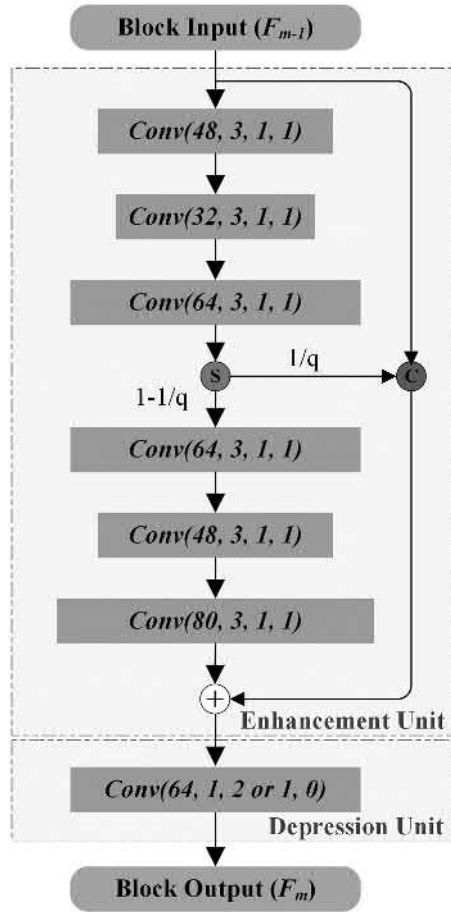 Block Input (Fm-1)
Conv(48, 3, 1, 1)
Conv(32, 3, 1, 1)
Conv(64, 3, 1, 1)
S
1/q
C
1-1/q
Conv(64, 3, 1, 1)
Conv(48, 3, 1, 1)
Conv(80, 3, 1, 1)
+
Enhancement Unit
Conv(64, 1, 2 or 1, 0)
Depression Unit
Block Output (Fm)